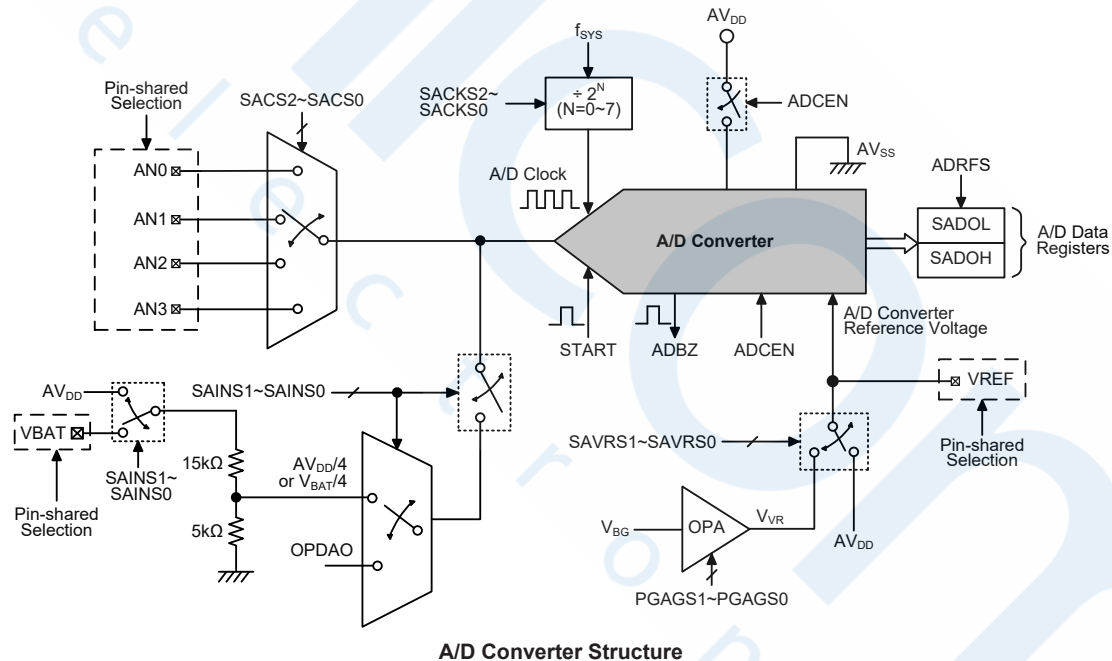 Pin-shared
Selection
AN0
AN1
AN2
AN3
SACS2~SACS0
fSYS
SACKS2~
SACKS0
÷ 2^N
(N=0~7)
A/D Clock
AVDD
ADCEN
AVSS
A/D Converter
ADRFS
SADOL
SADOH
A/D Data
Registers
START
ADBZ
ADCEN
A/D Converter
Reference Voltage
VREF
Pin-shared
Selection
SAVRS1~SAVRS0
VBG
OPA
VVR
AVDD
PGAGS1~PGAGS0
SAINS1~SAINS0
AVDD
VBAT
SAINS1~
SAINS0
Pin-shared
Selection
15kΩ
5kΩ
AVDD/4
or VBAT/4
OPDAO
A/D Converter Structure